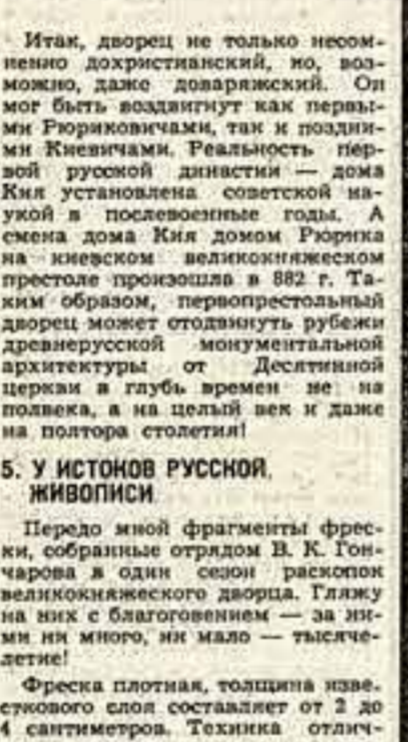 Итак, дворец не только несом-
ненно дохристианский, но, воз-
можно, даже доваряжский. Он
мог быть воздвигнут как первы-
ми Рюриковичами, так и поздни-
ми Киевичами. Реальность пер-
вой русской династии — дома
Кия установлена советской на-
укой в послевоенные годы. А
смена дома Кия домом Рюрика
на киевском великокняжеском
престоле произошла в 882 г. Та-
ким образом, первопрестольный
дворец может отодвинуть рубежи
древнерусской монументальной
архитектуры от Десятинной
церкви в глубь времен не на
полвека, а на целый век и даже
на полтора столетия!
5. У ИСТОКОВ РУССКОЙ
ЖИВОПИСИ
Передо мной фрагменты фрес-
ки, собранные отрядом В. К. Гон-
чарова в один сезон раскопок
великокняжеского дворца. Гляжу
на них с благоговением — за ни-
ми ни много, ни мало — тысяче-
летие!
Фреска плотная, толщина изве-
сткового слоя составляет от 2 до
4 сантиметров. Техника отлич-